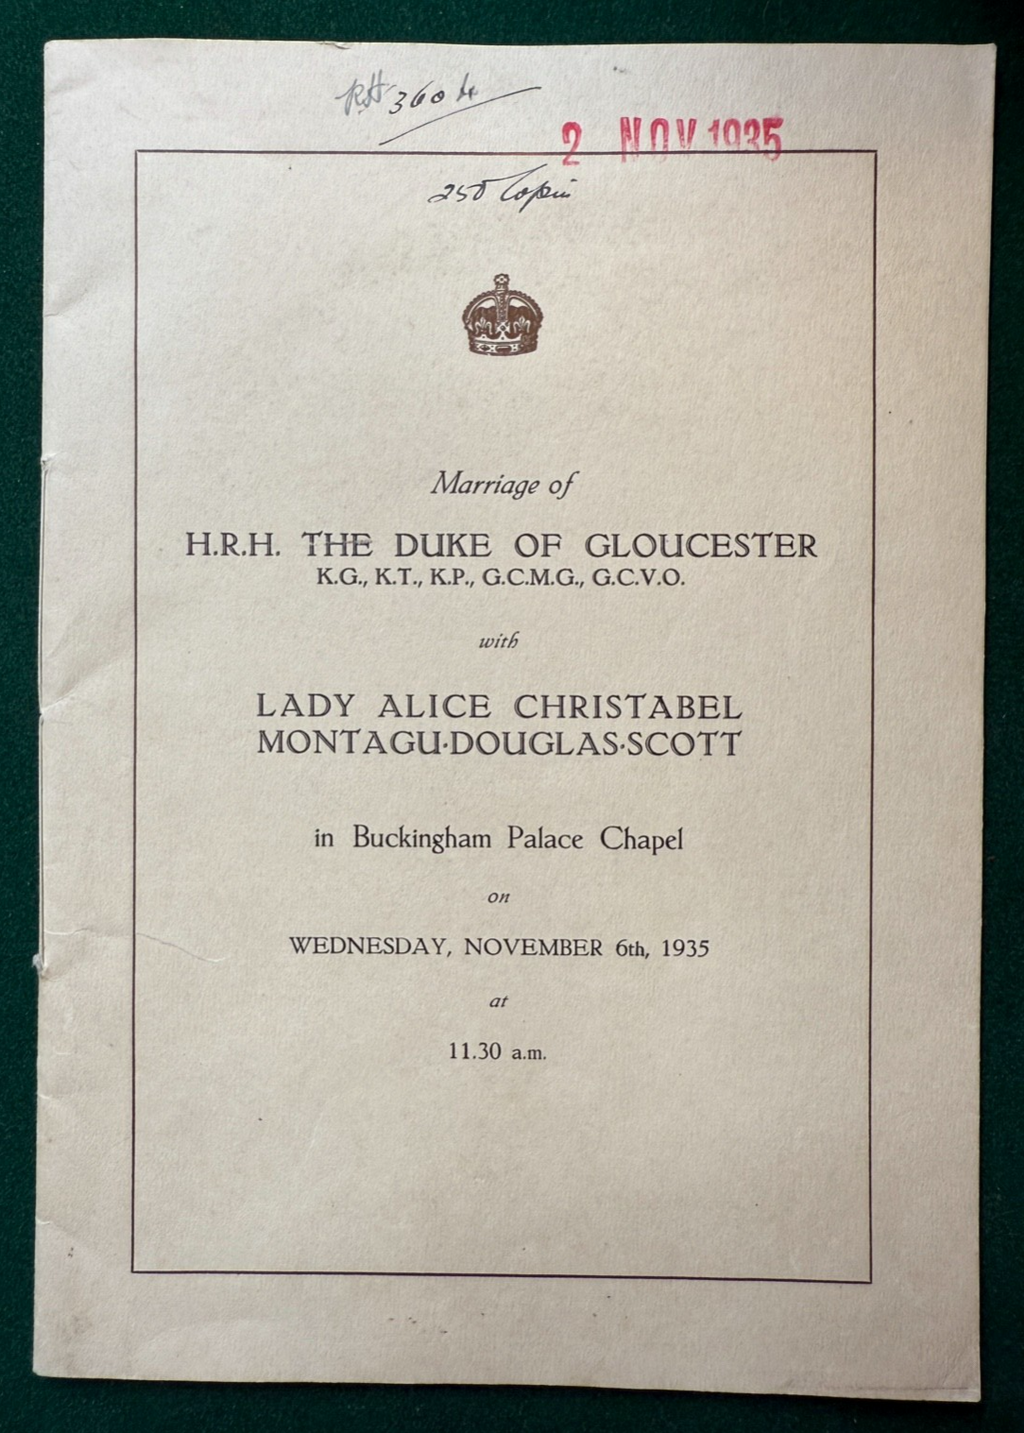 3604
2 NOV 1935
250 Copies
Marriage of
H.R.H. THE DUKE OF GLOUCESTER
K.G., K.T., K.P., G.C.M.G., G.C.V.O.
with
LADY ALICE CHRISTABEL
MONTAGU·DOUGLAS·SCOTT
in Buckingham Palace Chapel
on
WEDNESDAY, NOVEMBER 6th, 1935
at
11.30 a.m.